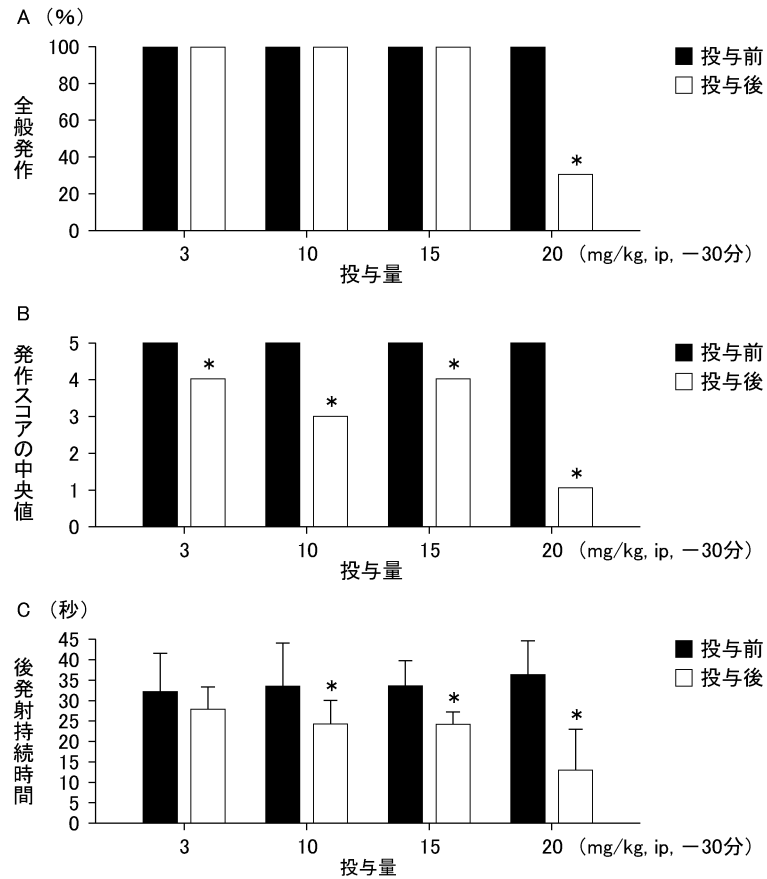 A （%）
100
80
60
40
20
0
全般発作
*
投与前
投与後
3 10 15 20 （mg/kg, ip, －30分）
投与量
B
5
4
3
2
1
0
発作スコアの中央値
* * * *
投与前
投与後
3 10 15 20 （mg/kg, ip, －30分）
投与量
C （秒）
45
40
35
30
25
20
15
10
5
0
後発射持続時間
* * *
投与前
投与後
3 10 15 20 （mg/kg, ip, －30分）
投与量